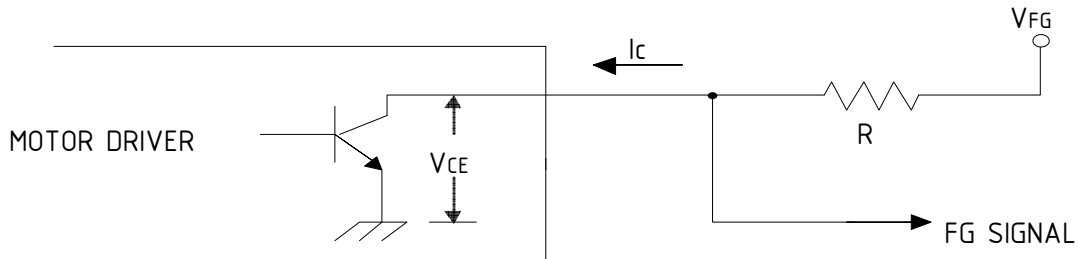 VFG
Ic
R
MOTOR DRIVER
VCE
FG SIGNAL